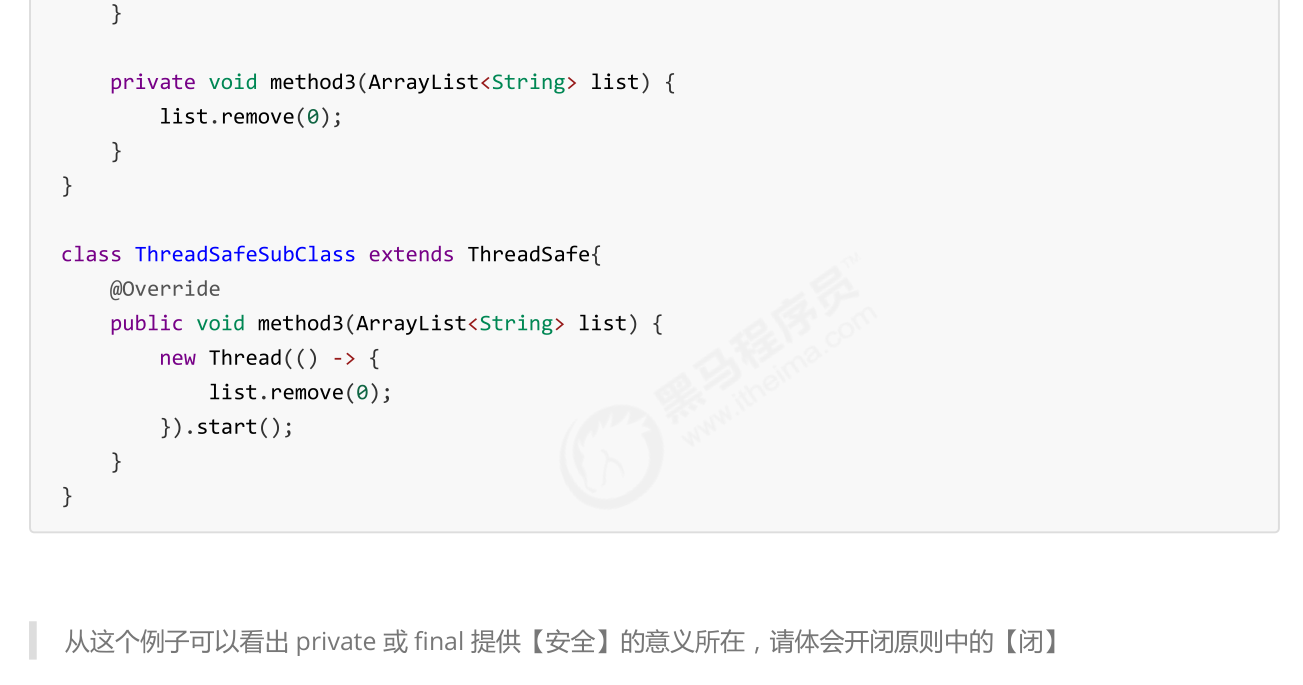 }

    private void method3(ArrayList<String> list) {
        list.remove(0);
    }
}

class ThreadSafeSubClass extends ThreadSafe{
    @Override
    public void method3(ArrayList<String> list) {
        new Thread(() -> {
            list.remove(0);
        }).start();
    }
}
黑马程序员™
www.itheima.com
从这个例子可以看出 private 或 final 提供【安全】的意义所在，请体会开闭原则中的【闭】